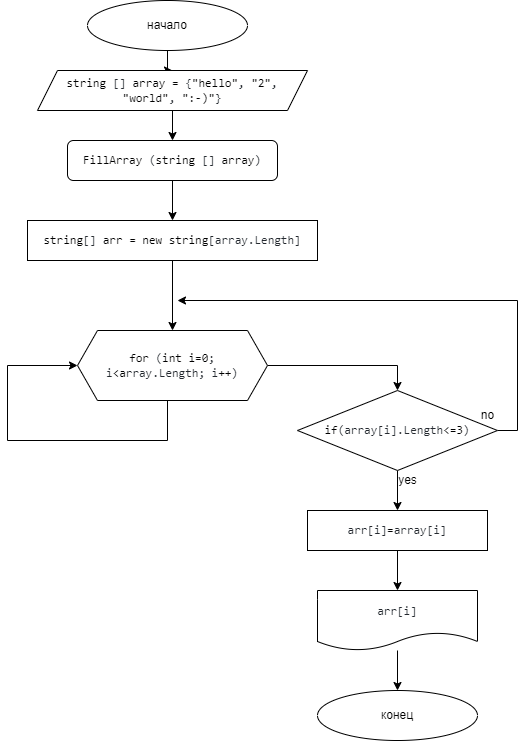 начало
string [] array = {"hello", "2",
"world", ":-)"}
FillArray (string [] array)
string[] arr = new string[array.Length]
for (int i=0;
i<array.Length; i++)
no
if(array[i].Length<=3)
yes
arr[i]=array[i]
arr[i]
конец